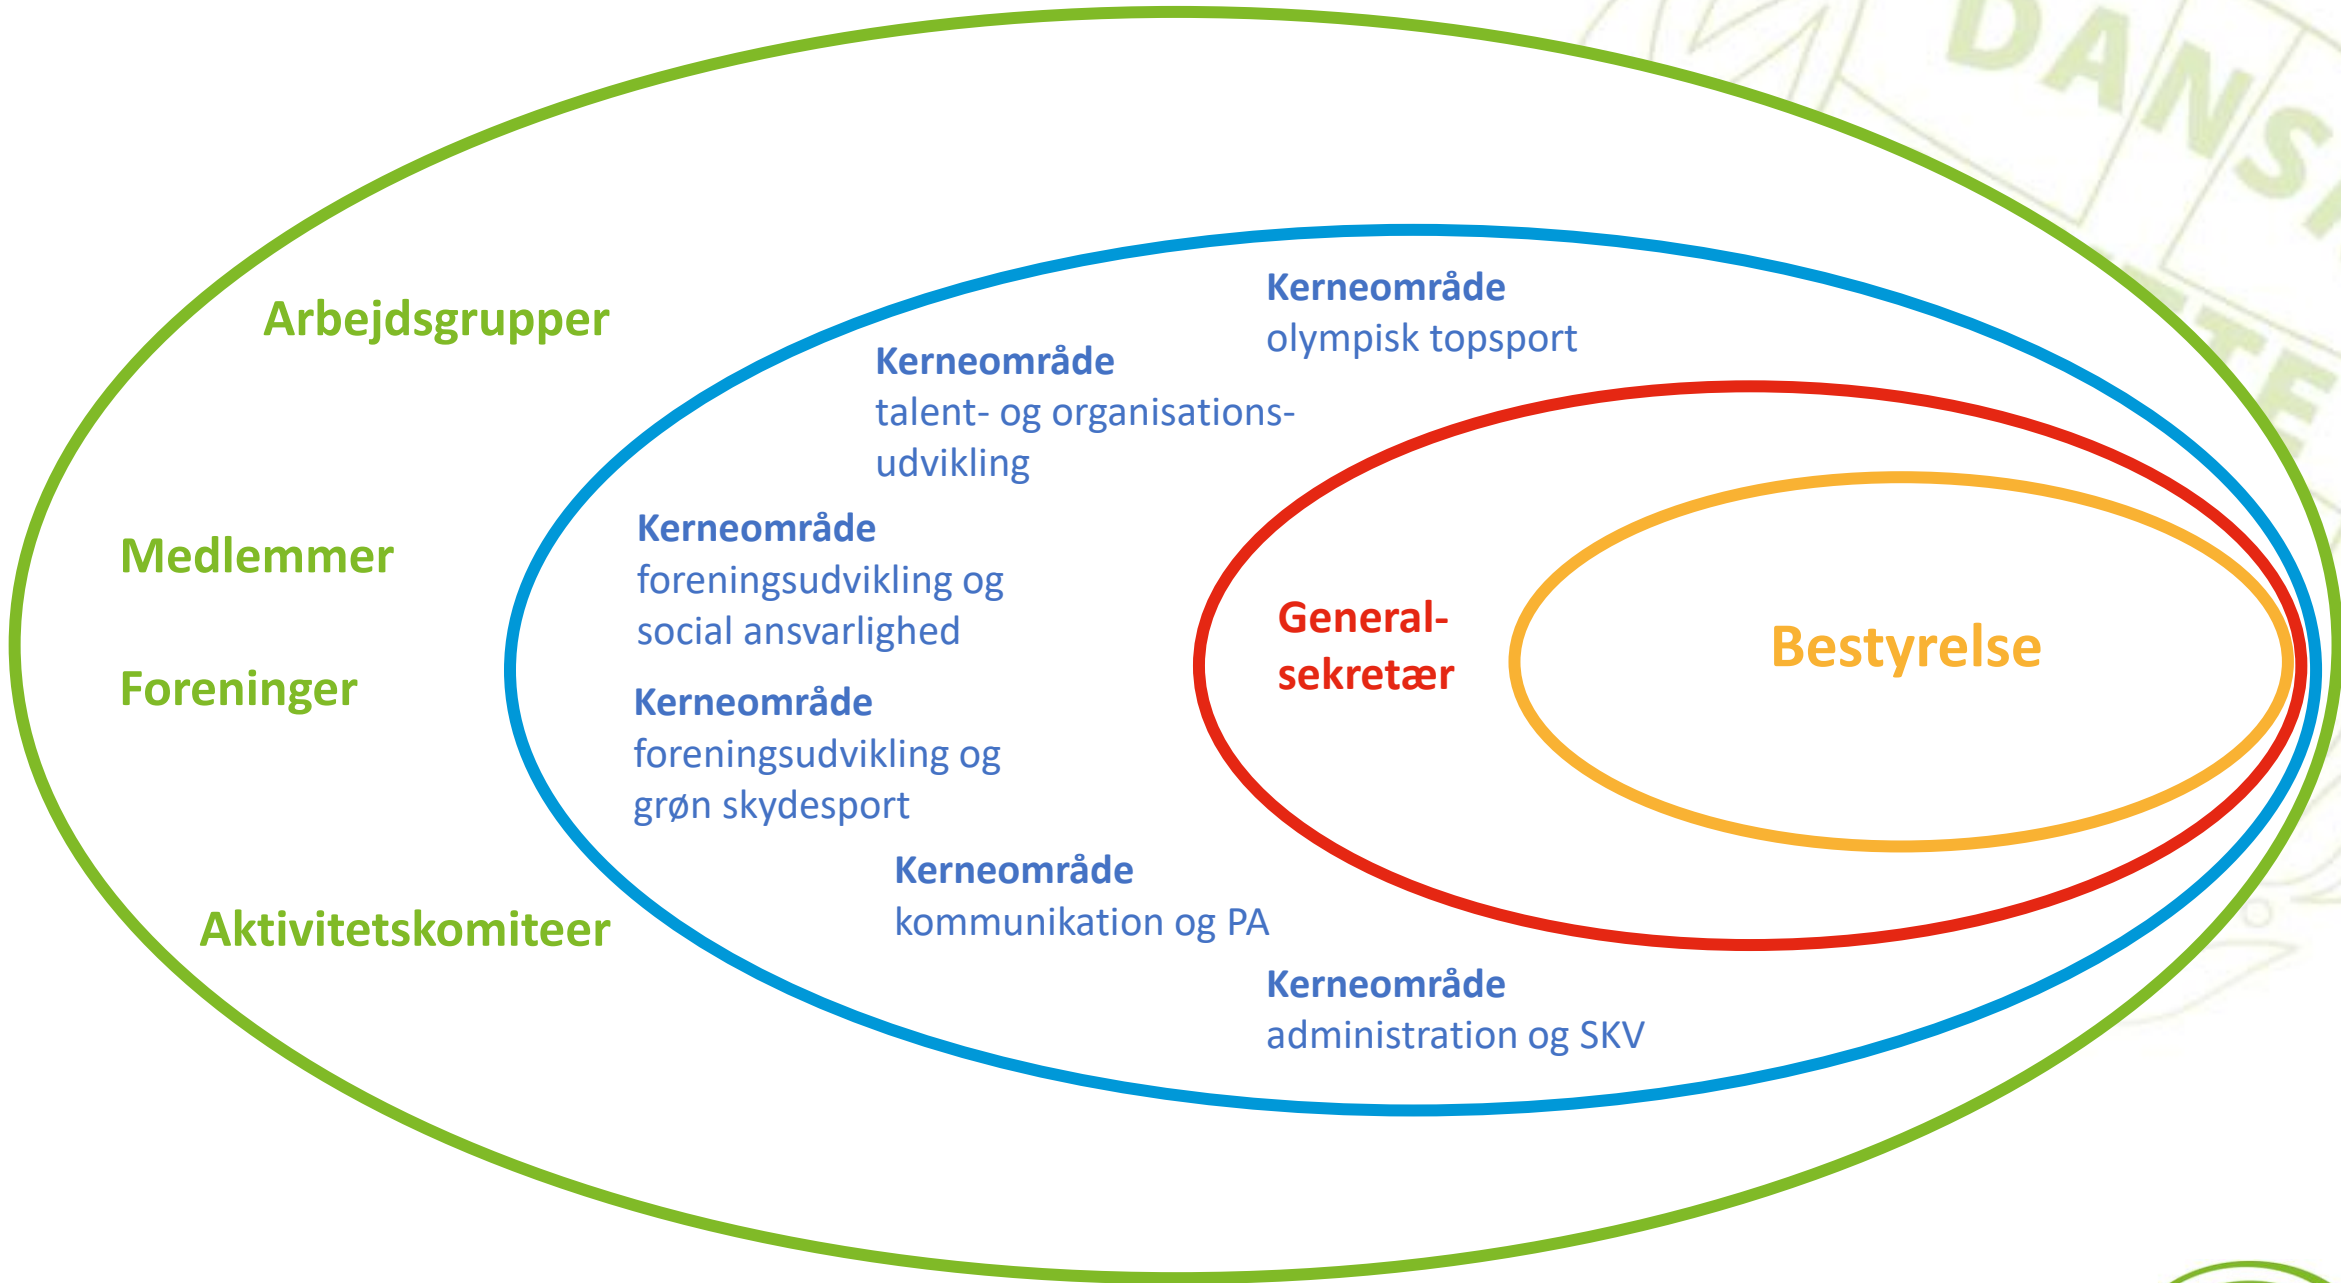 DANS
Arbejdsgrupper
Medlemmer
Foreninger
Aktivitetskomiteer
Kerneområde
olympisk topsport
Kerneområde
talent- og organisations-
udvikling
Kerneområde
foreningsudvikling og
social ansvarlighed
Kerneområde
foreningsudvikling og
grøn skydesport
Kerneområde
kommunikation og PA
Kerneområde
administration og SKV
General-
sekretær
Bestyrelse